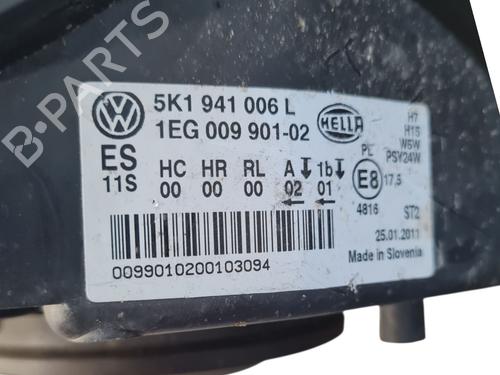 B-PARTS
VW
5K1 941 006 L
1EG 009 901-02
HELLA
H7
H15
W5W
PSY24W
ES
11S
HC HR RL A 1b
00 00 00 02 01
PL
E8 17,5
4816
ST2
25.01.2011
Made in Slovenia
0099010200103094